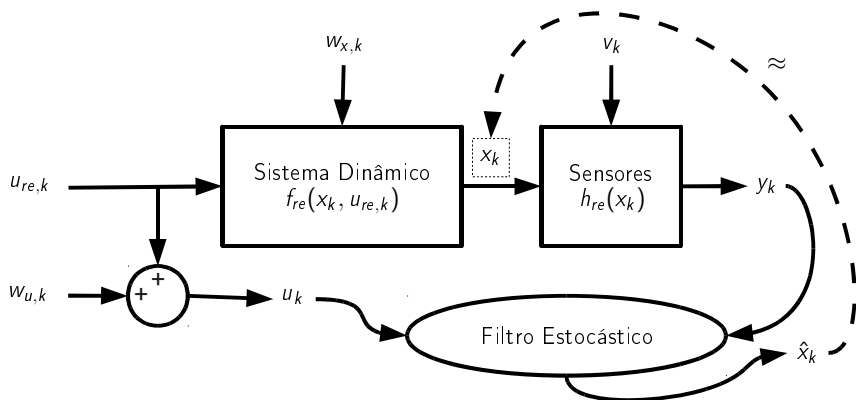 w_{x,k}
v_k
≈
u_{re,k}
Sistema Dinâmico
f_{re}(x_k, u_{re,k})
x_k
Sensores
h_{re}(x_k)
y_k
+
+
w_{u,k}
u_k
Filtro Estocástico
x̂_k